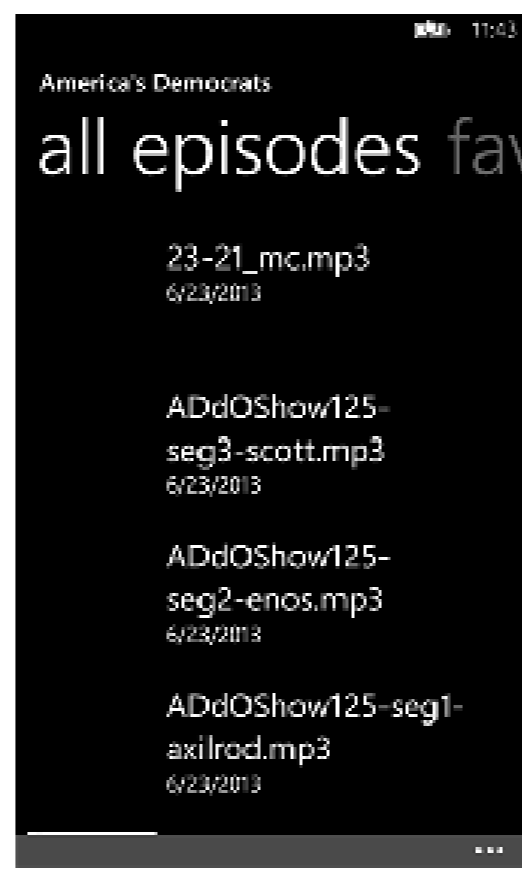 11:43
America's Democrats
all episodes fav
23-21_mc.mp3
6/23/2013
ADdOShow125-
seg3-scott.mp3
6/23/2013
ADdOShow125-
seg2-enos.mp3
6/23/2013
ADdOShow125-seg1-
axilrod.mp3
6/23/2013